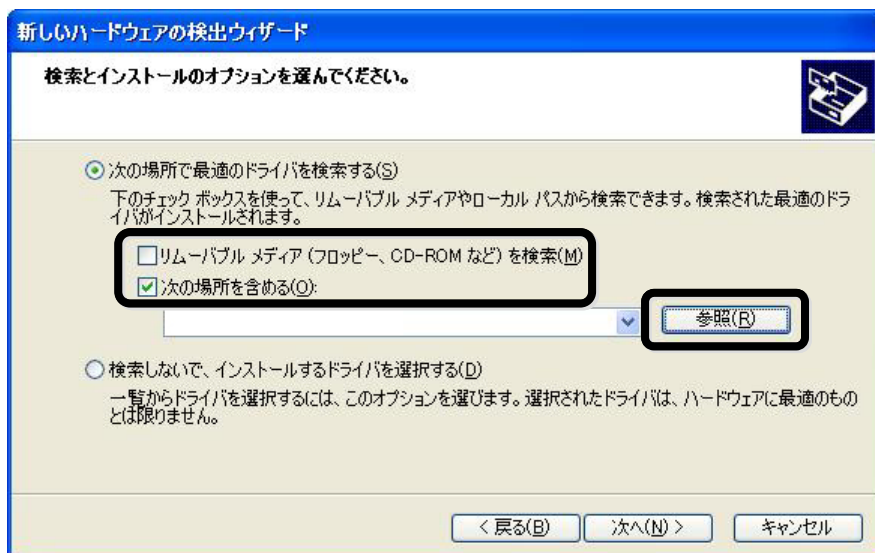 新しいハードウェアの検出ウィザード
検索とインストールのオプションを選んでください。
次の場所で最適のドライバを検索する(S)
下のチェック ボックスを使って、リムーバブル メディアやローカル パスから検索できます。検索された最適のドラ
イバがインストールされます。
リムーバブル メディア (フロッピー、CD-ROM など) を検索(M)
次の場所を含める(O):
参照(R)
検索しないで、インストールするドライバを選択する(D)
一覧からドライバを選択するには、このオプションを選びます。選択されたドライバは、ハードウェアに最適のもの
とは限りません。
< 戻る(B)
次へ(N) >
キャンセル